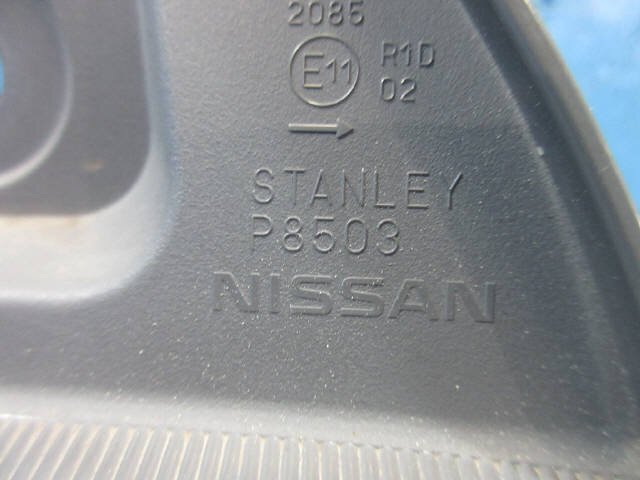 2085
E11 R1D
02
→
STANLEY
P8503
NISSAN